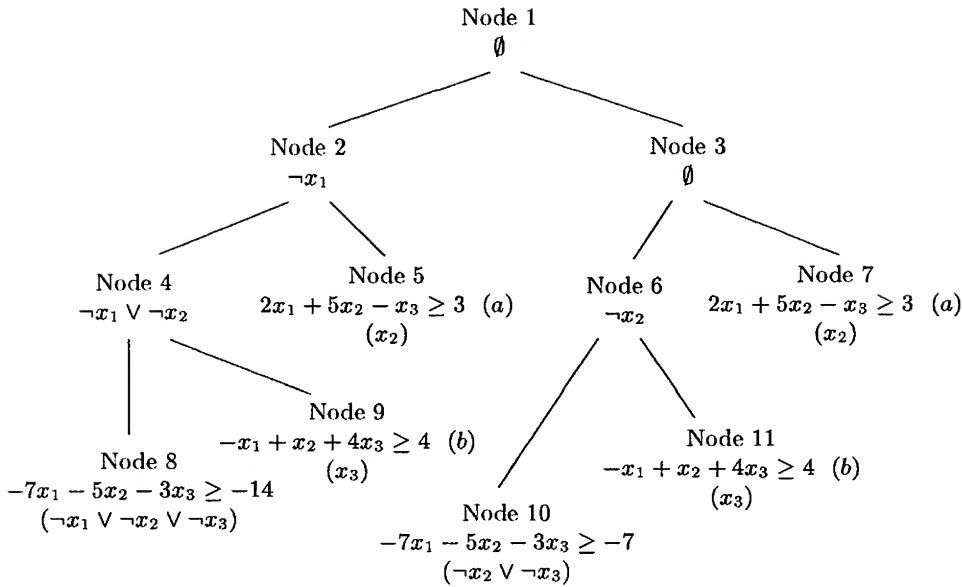 Node 1
∅
Node 2
¬x₁
Node 3
∅
Node 4
¬x₁ ∨ ¬x₂
Node 5
2x₁ + 5x₂ − x₃ ≥ 3 (a)
(x₂)
Node 6
¬x₂
Node 7
2x₁ + 5x₂ − x₃ ≥ 3 (a)
(x₂)
Node 8
−7x₁ − 5x₂ − 3x₃ ≥ −14
(¬x₁ ∨ ¬x₂ ∨ ¬x₃)
Node 9
−x₁ + x₂ + 4x₃ ≥ 4 (b)
(x₃)
Node 10
−7x₁ − 5x₂ − 3x₃ ≥ −7
(¬x₂ ∨ ¬x₃)
Node 11
−x₁ + x₂ + 4x₃ ≥ 4 (b)
(x₃)